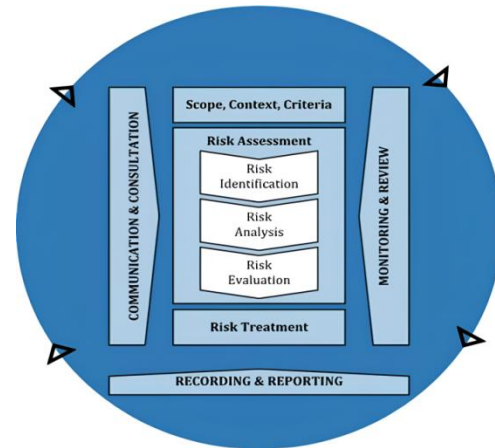 Scope, Context, Criteria
Risk Assessment
Risk
Identification
Risk
Analysis
Risk
Evaluation
Risk Treatment
COMMUNICATION & CONSULTATION
MONITORING & REVIEW
RECORDING & REPORTING